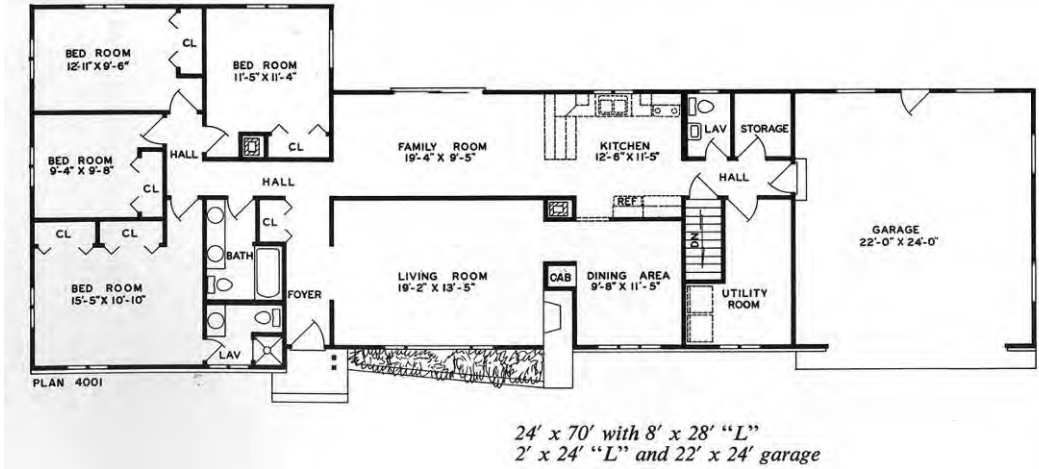 BED ROOM
12'-11" X 9'-6"
CL
BED ROOM
11'-5" X 11'-4"
CL
BED ROOM
9'-4" X 9'-8"
CL
HALL
HALL
FAMILY ROOM
19'-4" X 9'-5"
KITCHEN
12'-6" X 11'-5"
REF
LAV
STORAGE
HALL
GARAGE
22'-0" X 24'-0"
CL
CL
BED ROOM
15'-5" X 10'-10"
BATH
CL
LAV
FOYER
LIVING ROOM
19'-2" X 13'-5"
CAB
DINING AREA
9'-8" X 11'-5"
DN
UTILITY
ROOM
PLAN 4001
24' x 70' with 8' x 28' “L”
2' x 24' “L” and 22' x 24' garage